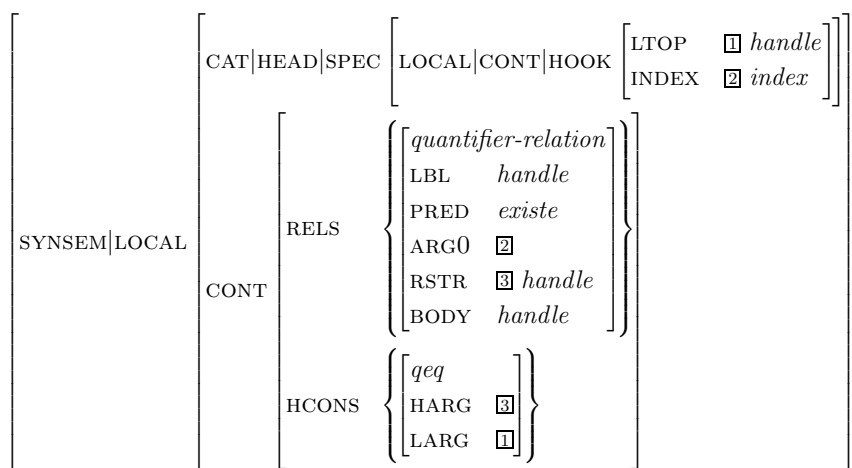 CAT|HEAD|SPEC LOCAL|CONT|HOOK LTOP 1 handle
INDEX 2 index
quantifier-relation
LBL handle
PRED existe
RELS
ARG0 2
SYNSEM|LOCAL
CONT
RSTR 3 handle
BODY handle
qeq
HCONS HARG 3
LARG 1